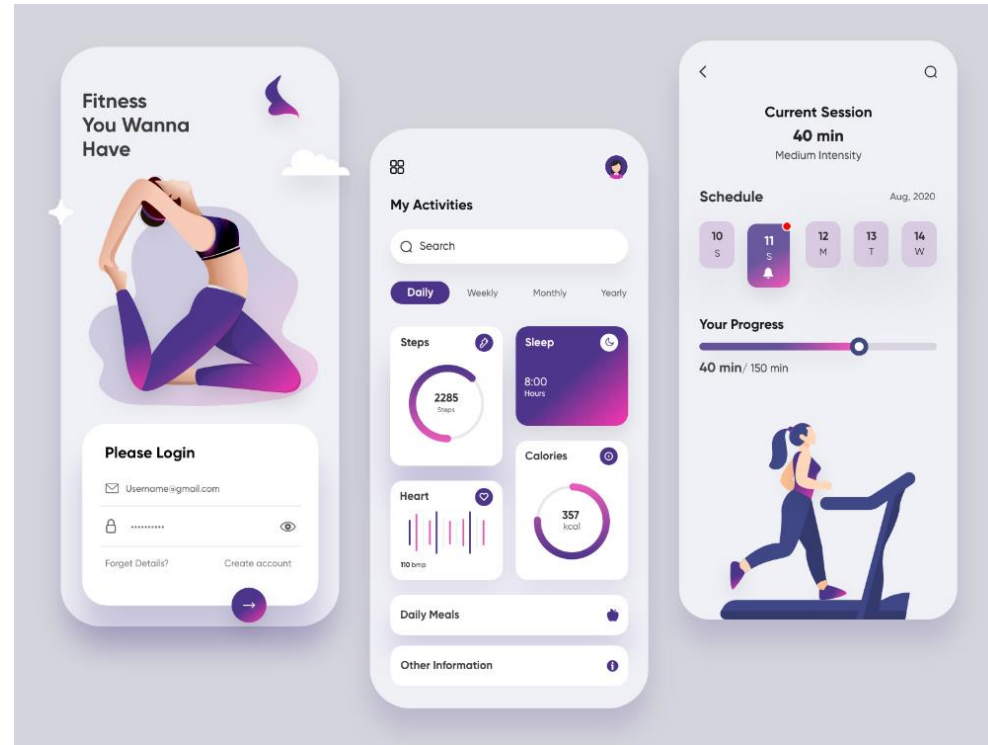 Fitness
You Wanna
Have
Please Login
Username@gmail.com
··········
Forget Details?
Create account
My Activities
Search
Daily Weekly Monthly Yearly
Steps
2285
Steps
Sleep
8:00
Hours
Heart
110 bmp
Calories
357
kcal
Daily Meals
Other Information
Current Session
40 min
Medium Intensity
Schedule
Aug, 2020
10 11 12 13 14
S S M T W
Your Progress
40 min/ 150 min